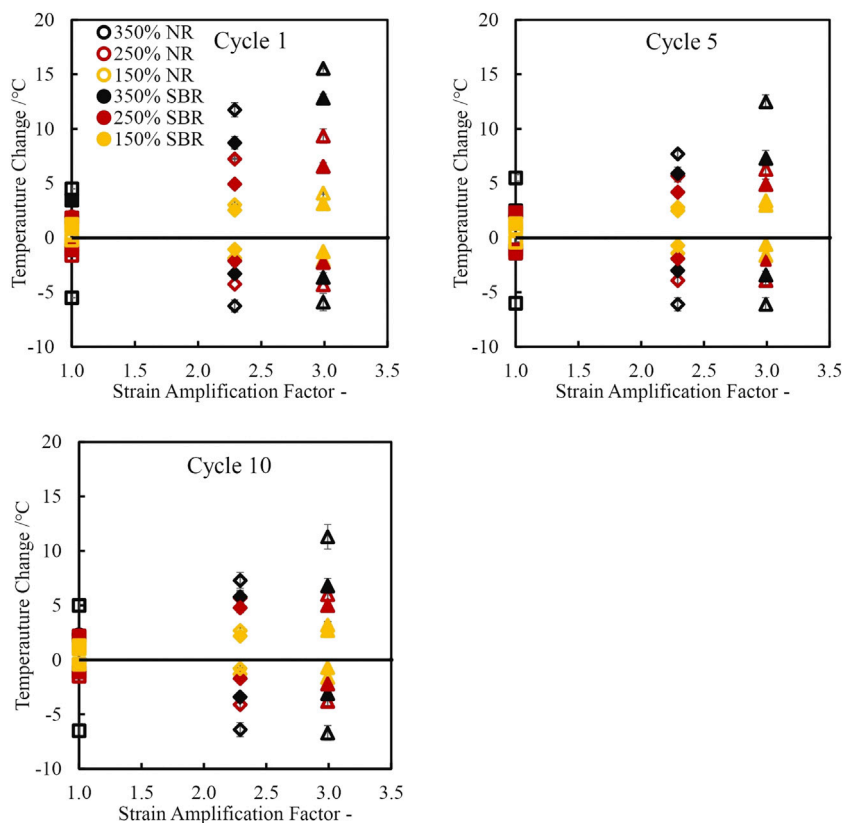 Cycle 1
350% NR
250% NR
150% NR
350% SBR
250% SBR
150% SBR
Temperauture Change /°C
20
15
10
5
0
-5
-10
1.0 1.5 2.0 2.5 3.0 3.5
Strain Amplification Factor -
Cycle 5
Temperauture Change /°C
20
15
10
5
0
-5
-10
1.0 1.5 2.0 2.5 3.0 3.5
Strain Amplification Factor -
Cycle 10
Temperauture Change /°C
20
15
10
5
0
-5
-10
1.0 1.5 2.0 2.5 3.0 3.5
Strain Amplification Factor -